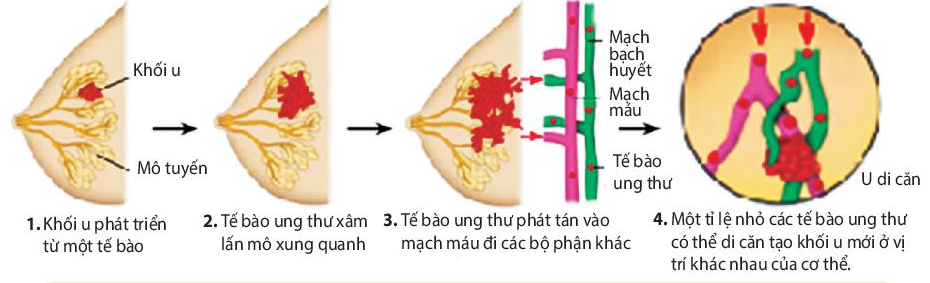 Khối u
Mô tuyến
1. Khối u phát triển
từ một tế bào
2. Tế bào ung thư xâm
lấn mô xung quanh
Mạch
bạch
huyết
Mạch
mẫu
Tế bào
ung thư
3. Tế bào ung thư phát tán vào
mạch máu đi các bộ phận khác
U di căn
4. Một tỉ lệ nhỏ các tế bào ung thư
có thể di căn tạo khối u mới ở vị
trí khác nhau của cơ thể.